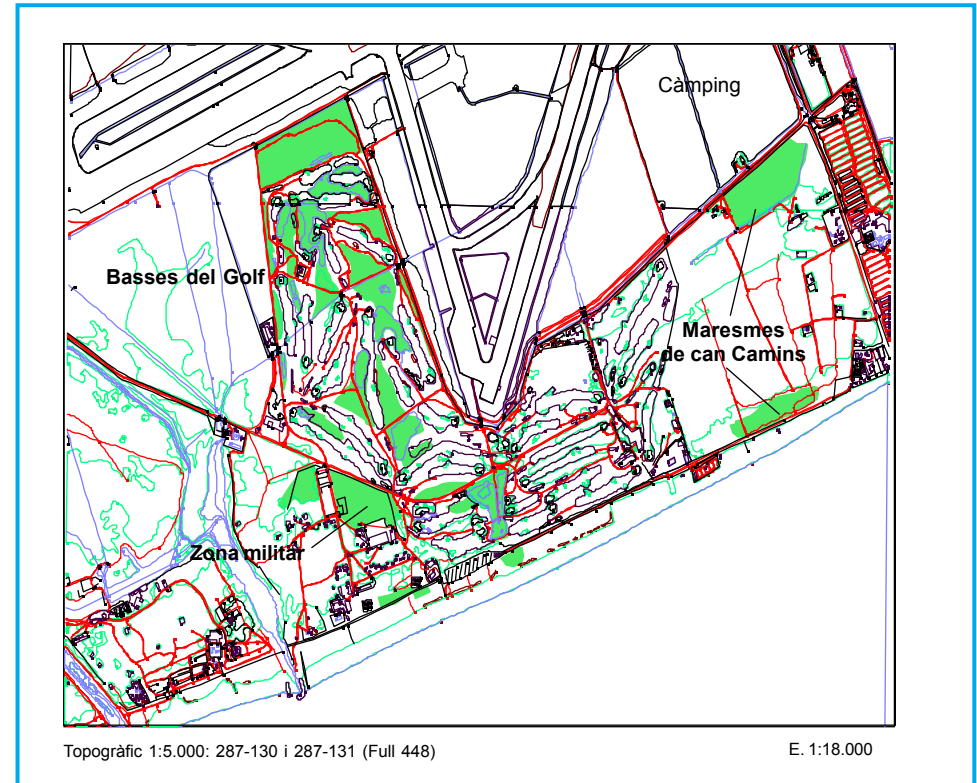 Càmping
Basses del Golf
Maresmes
de can Camins
Zona militar
Topogràfic 1:5.000: 287-130 i 287-131 (Full 448)
E. 1:18.000